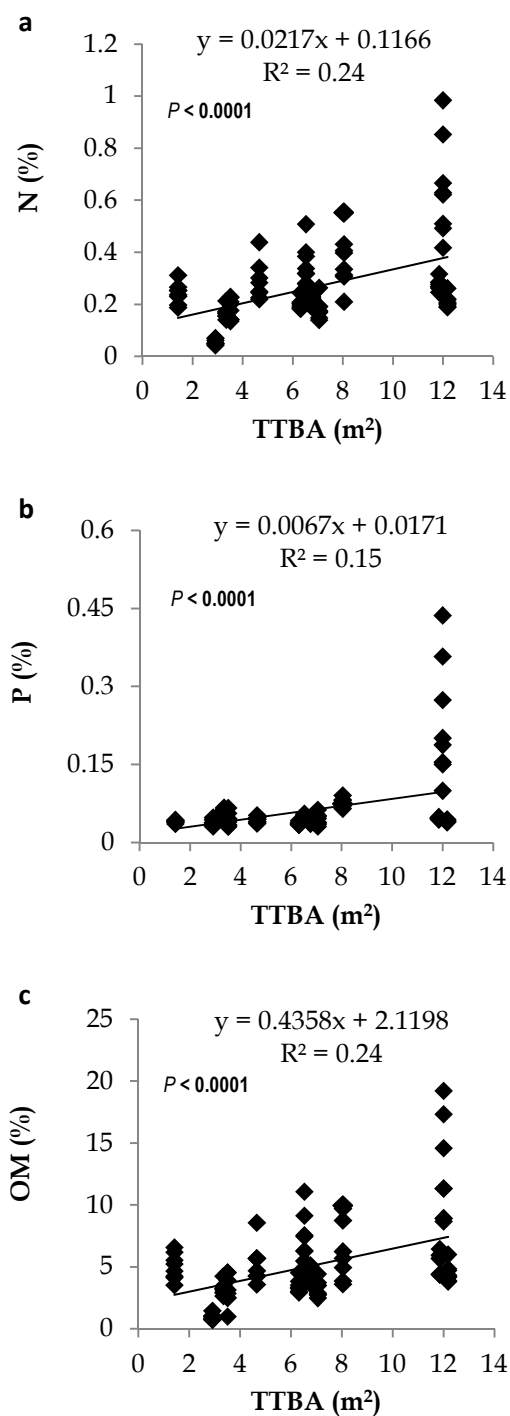 a
y = 0.0217x + 0.1166
R² = 0.24
P < 0.0001
N (%)
1.2
1
0.8
0.6
0.4
0.2
0
0 2 4 6 8 10 12 14
TTBA (m²)
b
y = 0.0067x + 0.0171
R² = 0.15
P < 0.0001
P (%)
0.6
0.45
0.3
0.15
0
0 2 4 6 8 10 12 14
TTBA (m²)
c
y = 0.4358x + 2.1198
R² = 0.24
P < 0.0001
OM (%)
25
20
15
10
5
0
0 2 4 6 8 10 12 14
TTBA (m²)